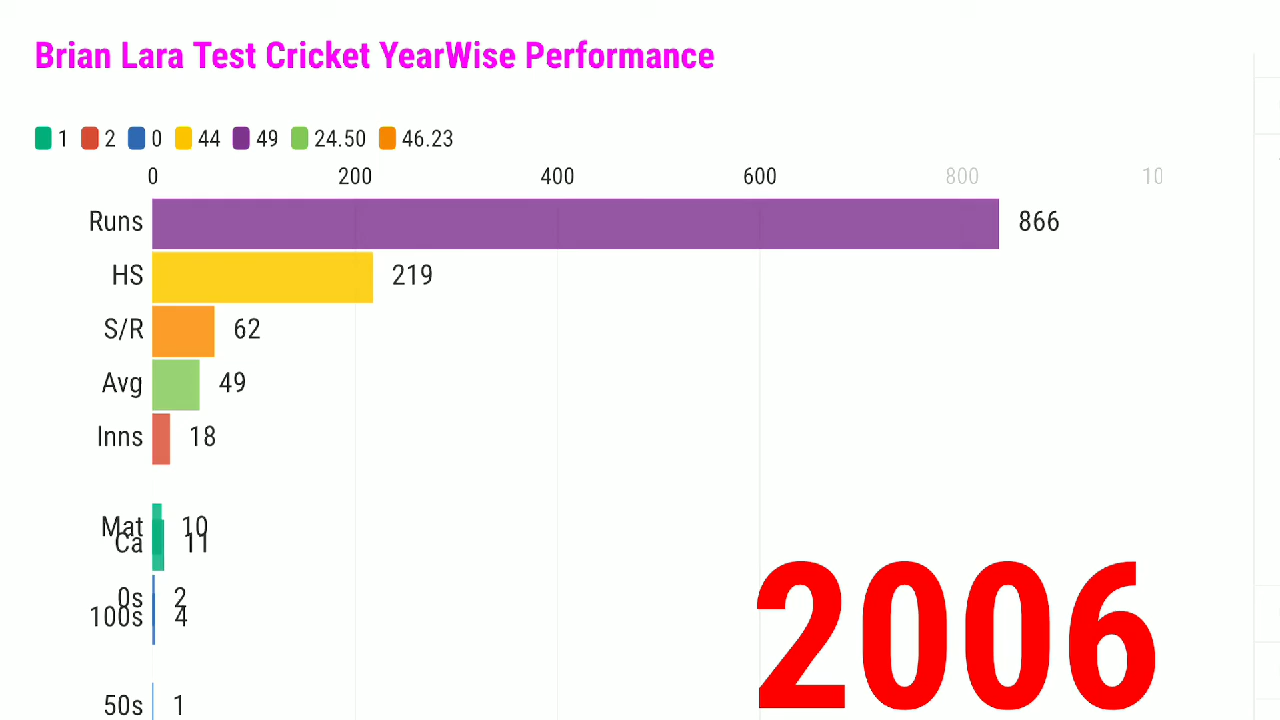 Brian Lara Test Cricket YearWise Performance
1 2 0 44 49 24.50 46.23
0 200 400 600 800 10
Runs 866
HS 219
S/R 62
Avg 49
Inns 18
Mat 10
Ca 11
0s 2
100s 4
50s 1
2006